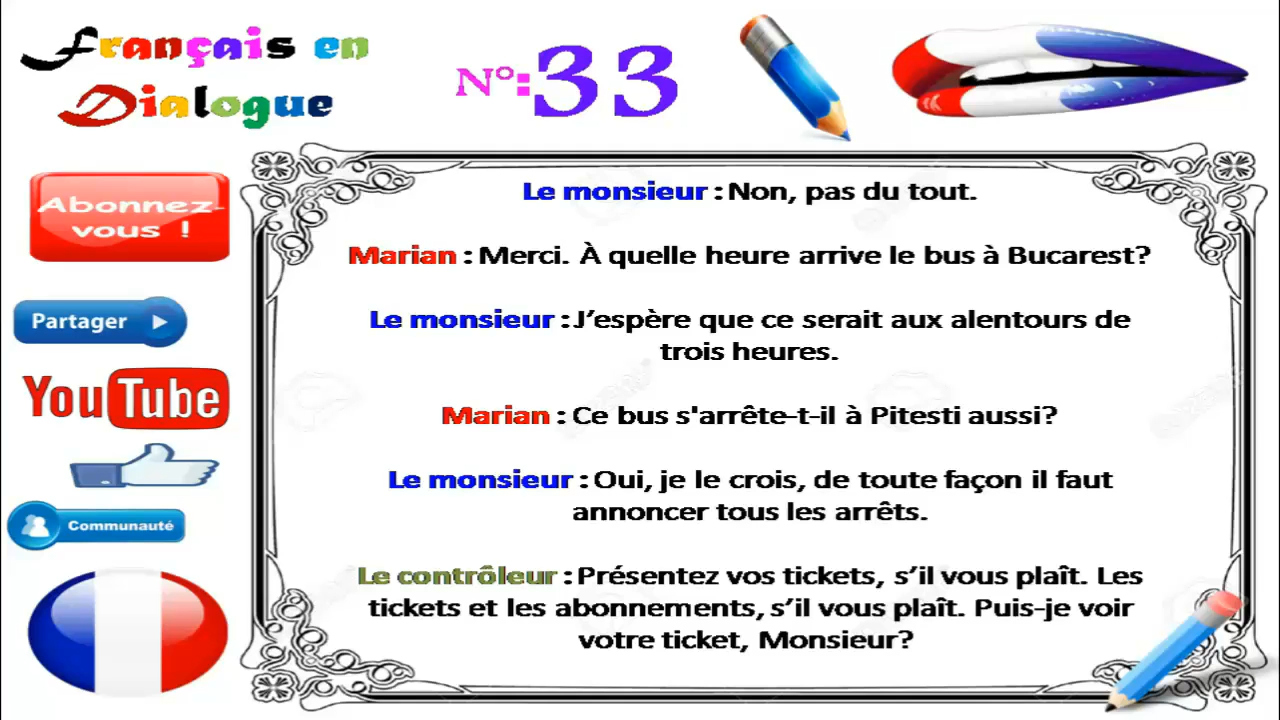 Français en
Dialogue
N°:33
Abonnez-
vous !
Partager
YouTube
Communauté
Le monsieur : Non, pas du tout.
Marian : Merci. À quelle heure arrive le bus à Bucarest?
Le monsieur : J’espère que ce serait aux alentours de
trois heures.
Marian : Ce bus s'arrête-t-il à Pitesti aussi?
Le monsieur : Oui, je le crois, de toute façon il faut
annoncer tous les arrêts.
Le contrôleur : Présentez vos tickets, s’il vous plaît. Les
tickets et les abonnements, s’il vous plaît. Puis-je voir
votre ticket, Monsieur?